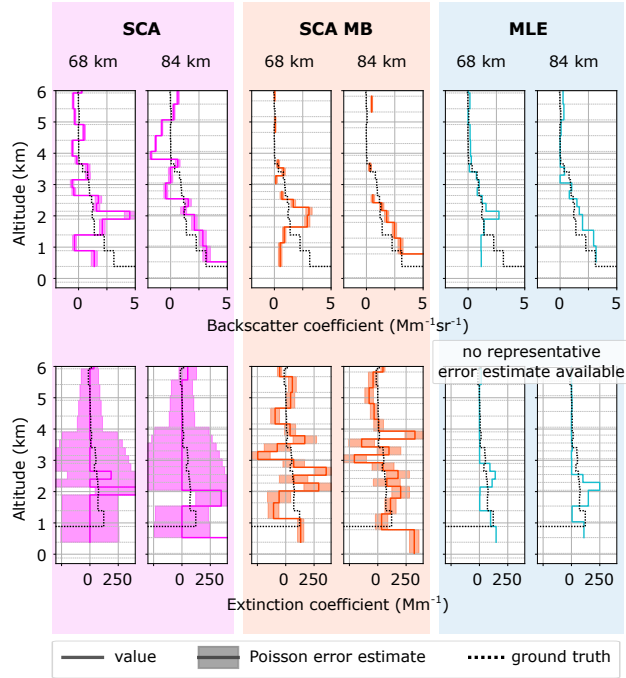 SCA SCA MB MLE
68 km 84 km 68 km 84 km 68 km 84 km
Altitude (km)
6
5
4
3
2
1
0
0 5 0 5 0 5 0 5 0 5 0 5
Backscatter coefficient (Mm⁻¹sr⁻¹)
no representative
error estimate available
Altitude (km)
6
5
4
3
2
1
0
0 250 0 250 0 250 0 250 0 250 0 250
Extinction coefficient (Mm⁻¹)
value Poisson error estimate ground truth